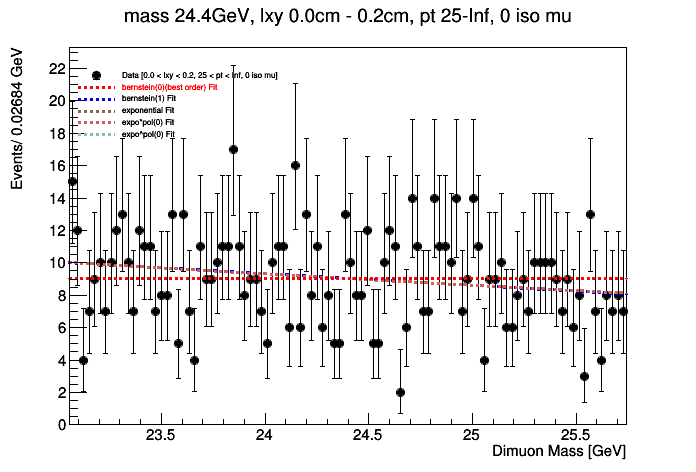 mass 24.4GeV, lxy 0.0cm - 0.2cm, pt 25-Inf, 0 iso mu
Events/ 0.02684 GeV
22
20
18
16
14
12
10
8
6
4
2
0
Data [0.0 < lxy < 0.2, 25 < pt < Inf, 0 iso mu]
bernstein(0)(best order) Fit
bernstein(1) Fit
exponential Fit
expo*pol(0) Fit
expo^pol(0) Fit
23.5 24 24.5 25 25.5
Dimuon Mass [GeV]